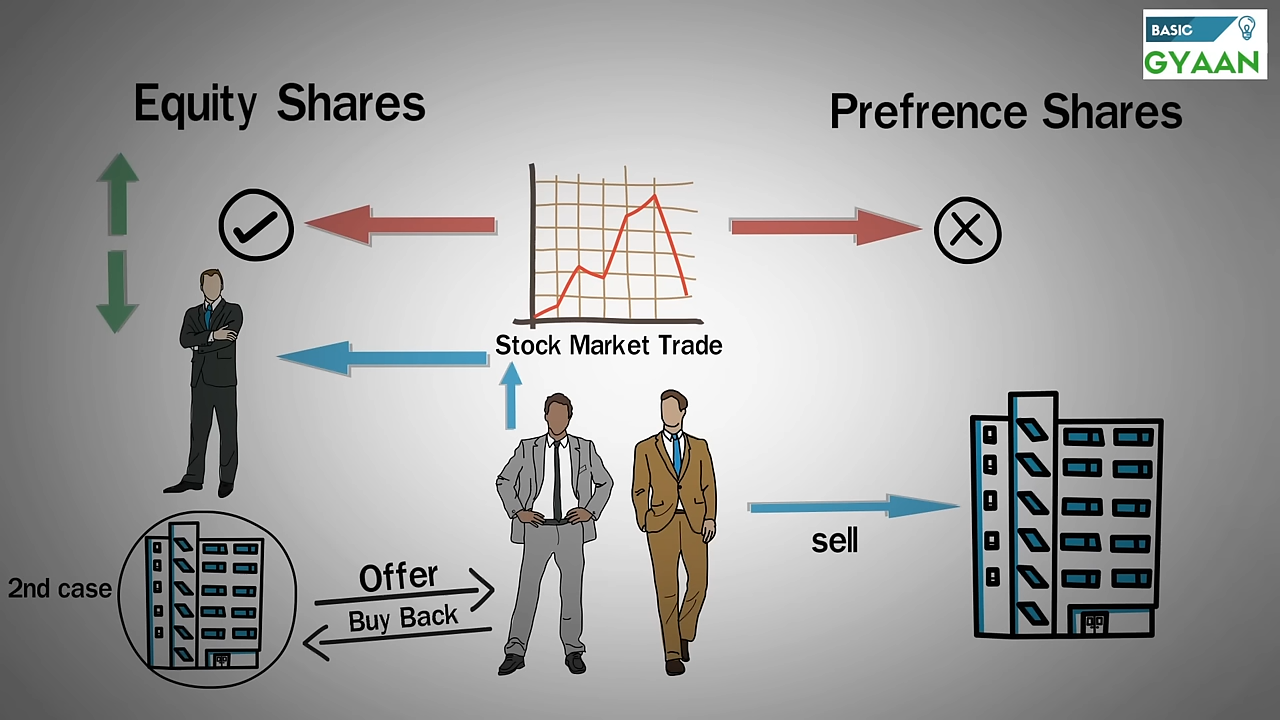 BASIC
GYAAN
Equity Shares
Prefrence Shares
Stock Market Trade
sell
2nd case
Offer
Buy Back